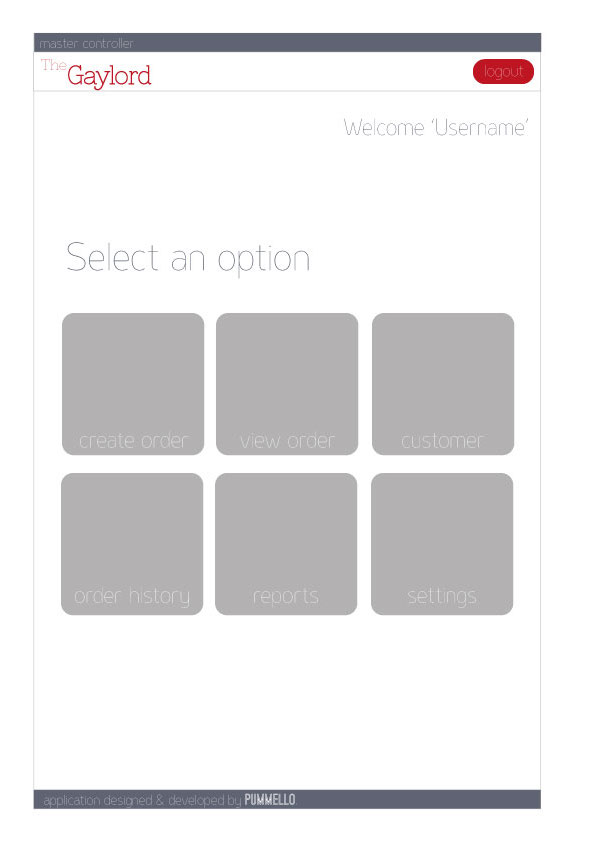 master controller
The Gaylord
logout
Welcome 'Username'
Select an option
create order
view order
customer
order history
reports
settings
application designed & developed by PUMMELLO.